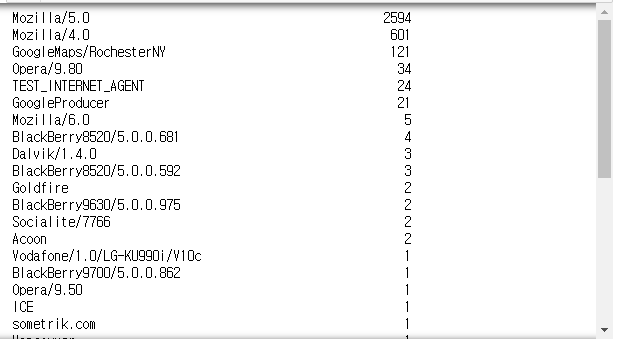 Mozilla/5.0 2594
Mozilla/4.0 601
GoogleMaps/RochesterNY 121
Opera/9.80 34
TEST_INTERNET_AGENT 24
GoogleProducer 21
Mozilla/6.0 5
BlackBerry8520/5.0.0.681 4
Dalvik/1.4.0 3
BlackBerry8520/5.0.0.592 3
Goldfire 2
BlackBerry9630/5.0.0.975 2
Socialite/7766 2
Acoon 2
Vodafone/1.0/LG-KU990i/V10c 1
BlackBerry9700/5.0.0.862 1
Opera/9.50 1
ICE 1
sometrik.com 1